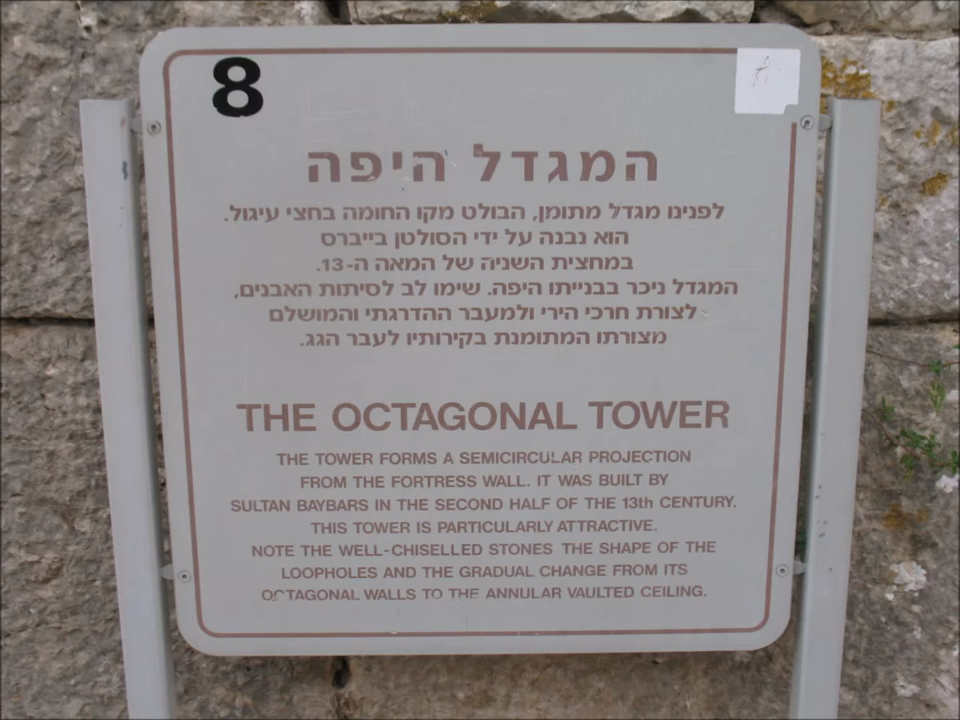 8
המגדל היפה
לפנינו מגדל מתומן, הבולט מקו החומה בחצי עיגול.
הוא נבנה על ידי הסולטן בייברס
במחצית השניה של המאה ה-13.
המגדל ניכר בבנייתו היפה. שימו לב לסיתות האבנים,
לצורת חרכי הירי ולמעבר ההדרגתי והמושלם
מצורתו המתומנת בקירותיו לעבר הגג.
THE OCTAGONAL TOWER
THE TOWER FORMS A SEMICIRCULAR PROJECTION
FROM THE FORTRESS WALL. IT WAS BUILT BY
SULTAN BAYBARS IN THE SECOND HALF OF THE 13th CENTURY.
THIS TOWER IS PARTICULARLY ATTRACTIVE.
NOTE THE WELL-CHISELLED STONES THE SHAPE OF THE
LOOPHOLES AND THE GRADUAL CHANGE FROM ITS
OCTAGONAL WALLS TO THE ANNULAR VAULTED CEILING.